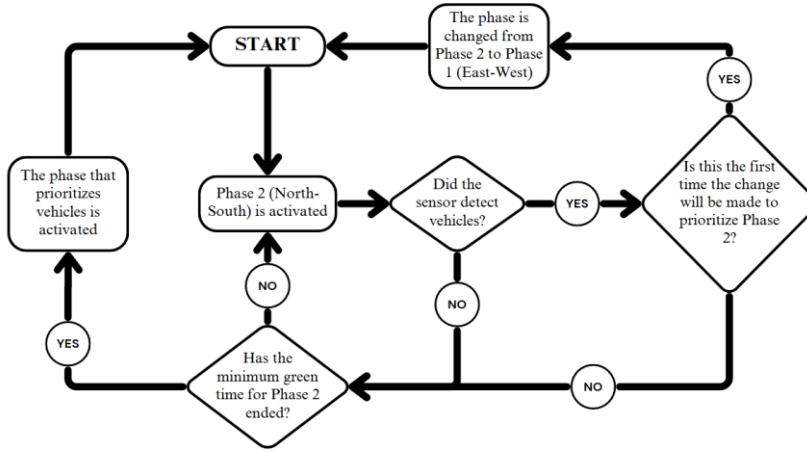 START
The phase is
changed from
Phase 2 to Phase
1 (East-West)
YES
The phase that
prioritizes
vehicles is
activated
Phase 2 (North-
South) is activated
Did the
sensor detect
vehicles?
YES
Is this the first
time the change
will be made to
prioritize Phase
2?
NO
NO
YES
Has the
minimum green
time for Phase 2
ended?
NO